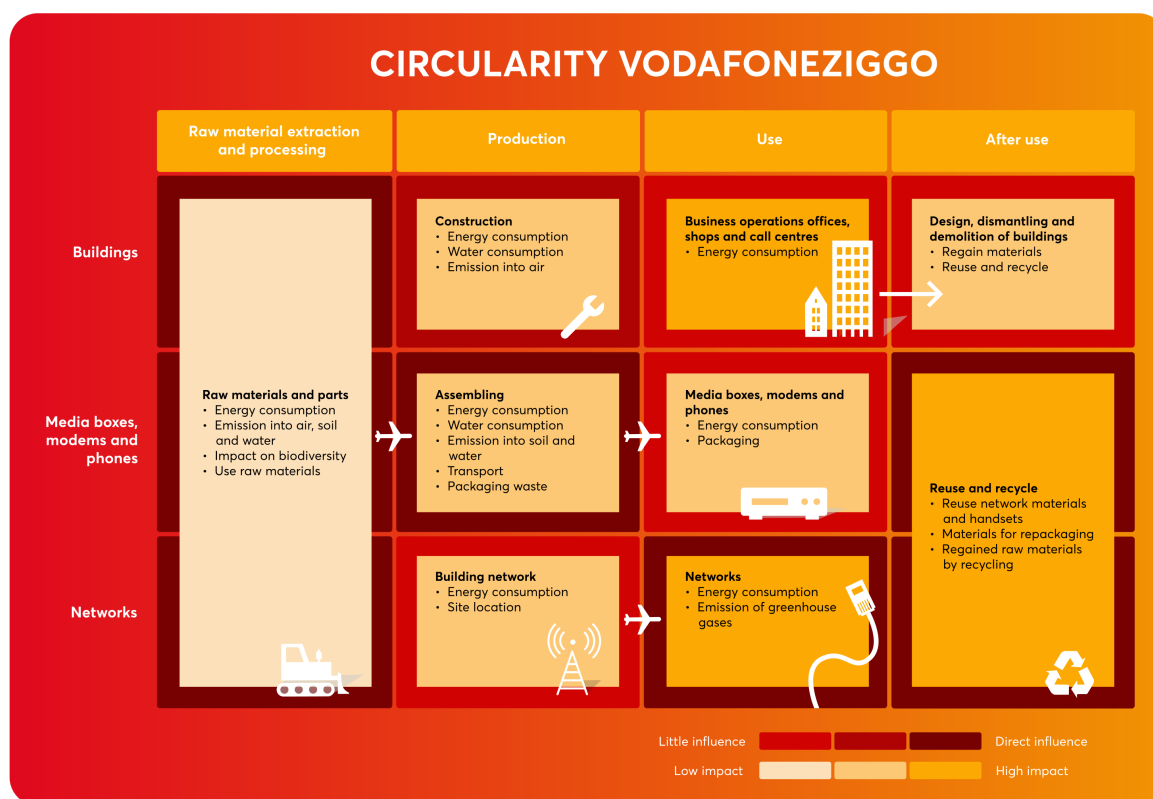 CIRCULARITY VODAFONEZIGGO
Raw material extraction
and processing
Production
Use
After use
Buildings
Construction
• Energy consumption
• Water consumption
• Emission into air
Business operations offices,
shops and call centres
• Energy consumption
Design, dismantling and
demolition of buildings
• Regain materials
• Reuse and recycle
Media boxes,
modems and
phones
Raw materials and parts
• Energy consumption
• Emission into air, soil
and water
• Impact on biodiversity
• Use raw materials
Assembling
• Energy consumption
• Water consumption
• Emission into soil and
water
• Transport
• Packaging waste
Media boxes, modems and
phones
• Energy consumption
• Packaging
Reuse and recycle
• Reuse network materials
and handsets
• Materials for repackaging
• Regained raw materials
by recycling
Networks
Building network
• Energy consumption
• Site location
Networks
• Energy consumption
• Emission of greenhouse
gases
Little influence
Direct influence
Low impact
High impact